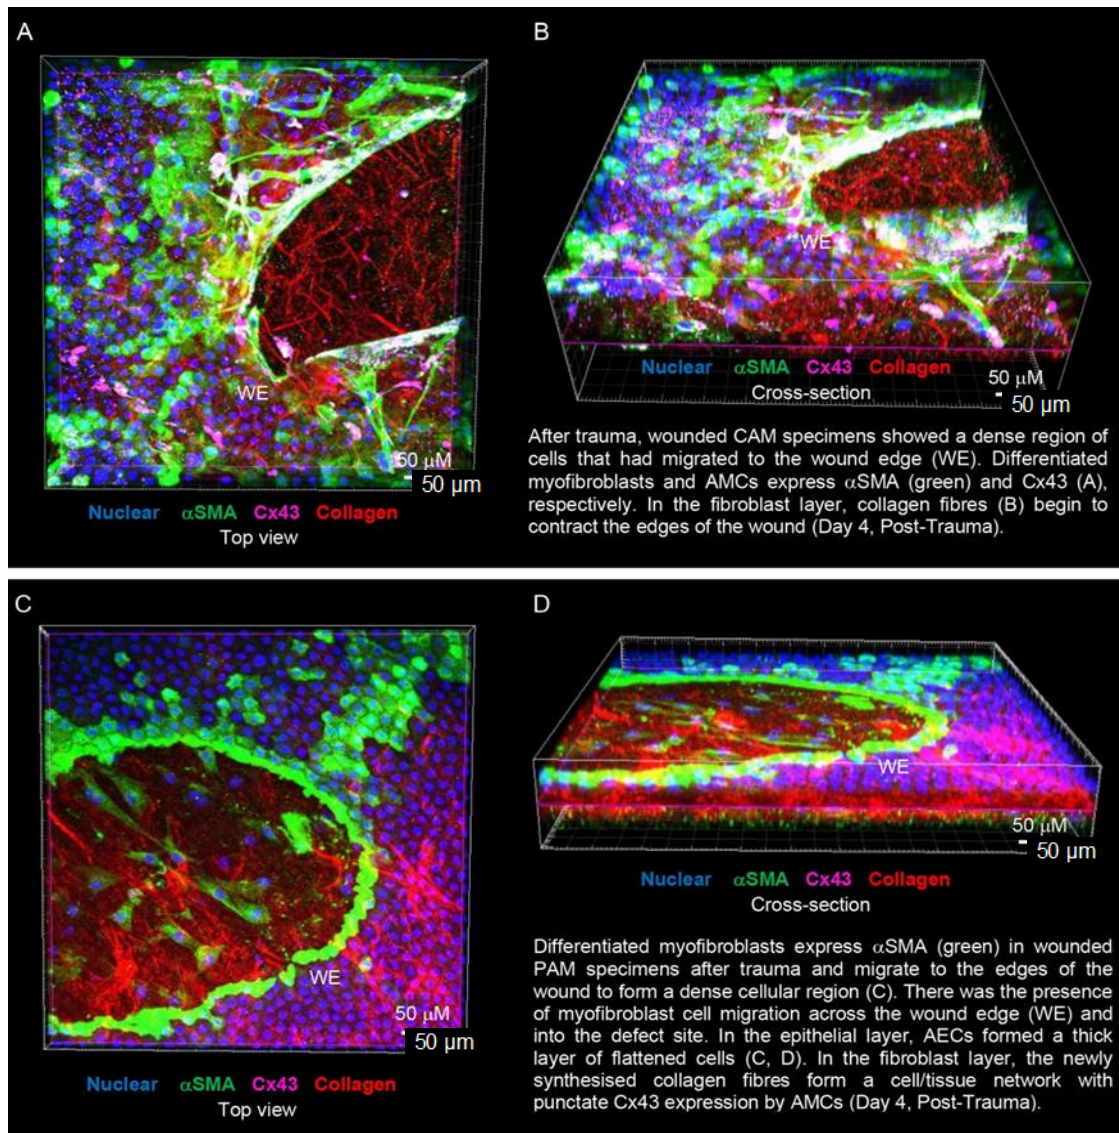 A
WE
50 μM
50 μm
Nuclear αSMA Cx43 Collagen
Top view
B
WE
Nuclear αSMA Cx43 Collagen
50 μM
Cross-section
50 μm
After trauma, wounded CAM specimens showed a dense region of
cells that had migrated to the wound edge (WE). Differentiated
myofibroblasts and AMCs express αSMA (green) and Cx43 (A),
respectively. In the fibroblast layer, collagen fibres (B) begin to
contract the edges of the wound (Day 4, Post-Trauma).
C
WE
50 μM
50 μm
Nuclear αSMA Cx43 Collagen
Top view
D
WE
50 μM
50 μm
Nuclear αSMA Cx43 Collagen
Cross-section
Differentiated myofibroblasts express αSMA (green) in wounded
PAM specimens after trauma and migrate to the edges of the
wound to form a dense cellular region (C). There was the presence
of myofibroblast cell migration across the wound edge (WE) and
into the defect site. In the epithelial layer, AECs formed a thick
layer of flattened cells (C, D). In the fibroblast layer, the newly
synthesised collagen fibres form a cell/tissue network with
punctate Cx43 expression by AMCs (Day 4, Post-Trauma).